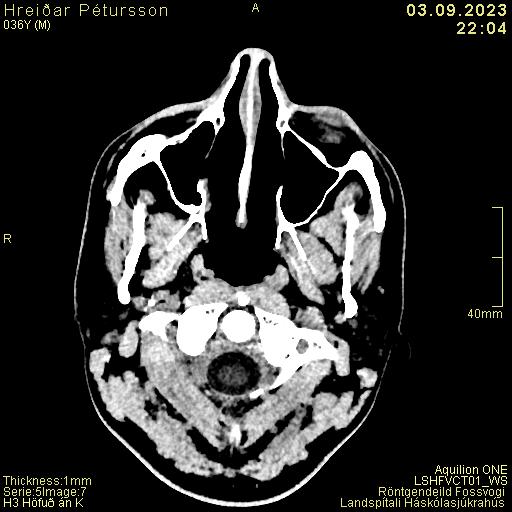 Hreiðar Pétursson
036Y (M)
A
03.09.2023
22:04
R
40mm
Thickness:1mm
Serie:5Image:7
H3 Höfuð án K
Aquilion ONE
LSHFVCT01_WS
Röntgendeild Fossvogi
Landspítali Háskólasjúkrahús